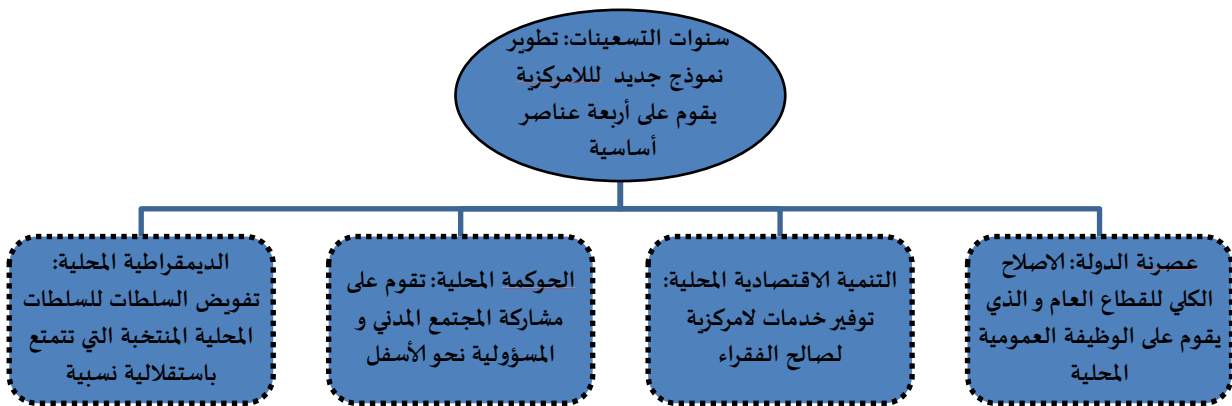 سنوات التسعينات: تطوير
نموذج جديد لللامركزية
يقوم على أربعة عناصر
أساسية
عصرنة الدولة: الاصلاح
الكلي للقطاع العام و الذي
يقوم على الوظيفة العمومية
المحلية
التنمية الاقتصادية المحلية:
توفير خدمات لامركزية
لصالح الفقراء
الحوكمة المحلية: تقوم على
مشاركة المجتمع المدني و
المسؤولية نحو الأسفل
الديمقراطية المحلية:
تفويض السلطات للسلطات
المحلية المنتخبة التي تتمتع
باستقلالية نسبية